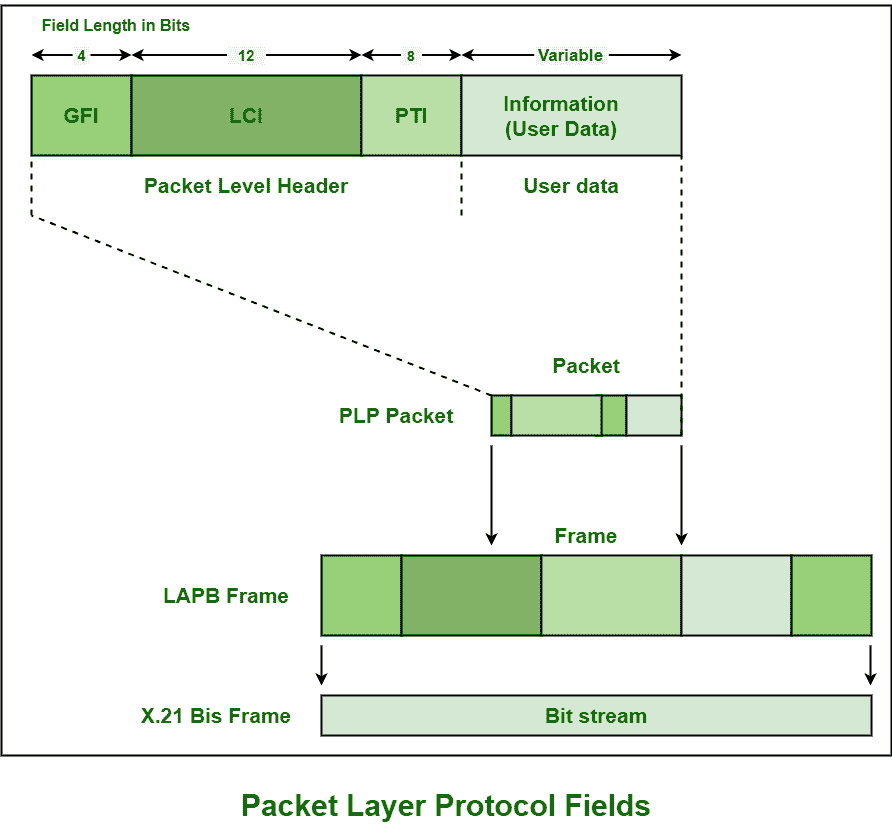 Field Length in Bits
4 12 8 Variable
GFI LCI PTI Information
(User Data)
Packet Level Header User data
Packet
PLP Packet
Frame
LAPB Frame
X.21 Bis Frame Bit stream
Packet Layer Protocol Fields